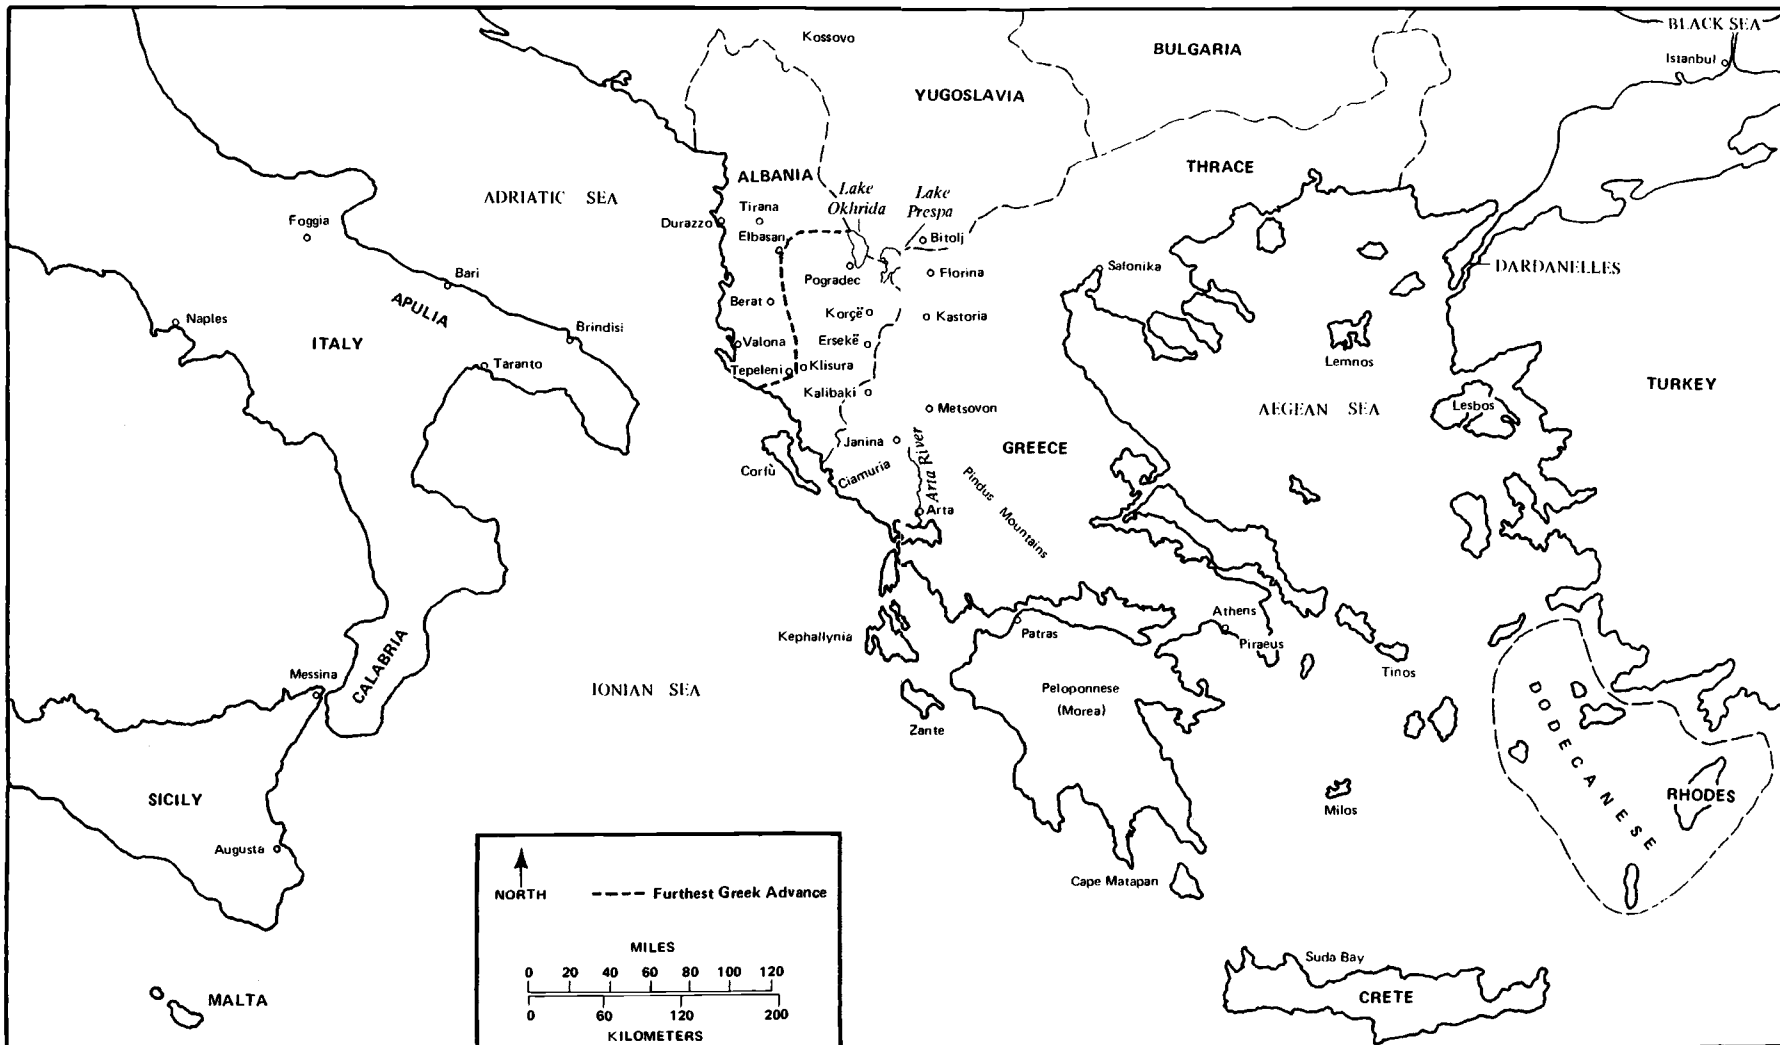 BLACK SEA
Istanbul
Kossovo
BULGARIA
YUGOSLAVIA
THRACE
ALBANIA
Lake
Okhrida
Lake
Prespa
ADRIATIC SEA
Tirana
Durazzo
Elbasan
Bitolj
Foggia
Pogradec
Florina
Salonika
DARDANELLES
Bari
Berat
Korçë
Kastoria
APULIA
Naples
Brindisi
ITALY
Valona
Ersekë
Lemnos
Taranto
Tepeleni
Klisura
Kalibaki
TURKEY
Metsovon
AEGEAN SEA
Lesbos
Janina
GREECE
Corfù
Ciamuria
Arta River
Pindus Mountains
Arta
Athens
Piraeus
Kephallynia
Patras
Tinos
CALABRIA
Messina
IONIAN SEA
Peloponnese
(Morea)
Zante
DODECANESE
RHODES
SICILY
Milos
Augusta
Cape Matapan
NORTH
Furthest Greek Advance
MILES
0 20 40 60 80 100 120
0 60 120 200
KILOMETERS
Suda Bay
CRETE
MALTA